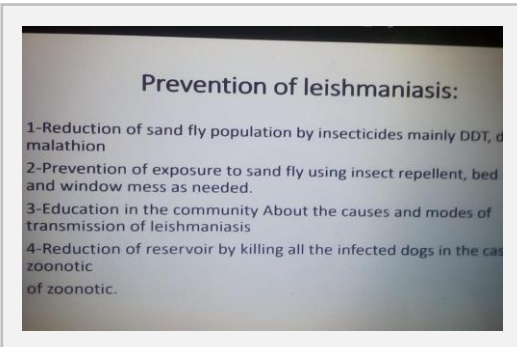 Prevention of leishmaniasis:
1-Reduction of sand fly population by insecticides mainly DDT,
malathion
2-Prevention of exposure to sand fly using insect repellent, bed
and window mess as needed.
3-Education in the community About the causes and modes of
transmission of leishmaniasis
4-Reduction of reservoir by killing all the infected dogs in the
zoonotic
of zoonotic.